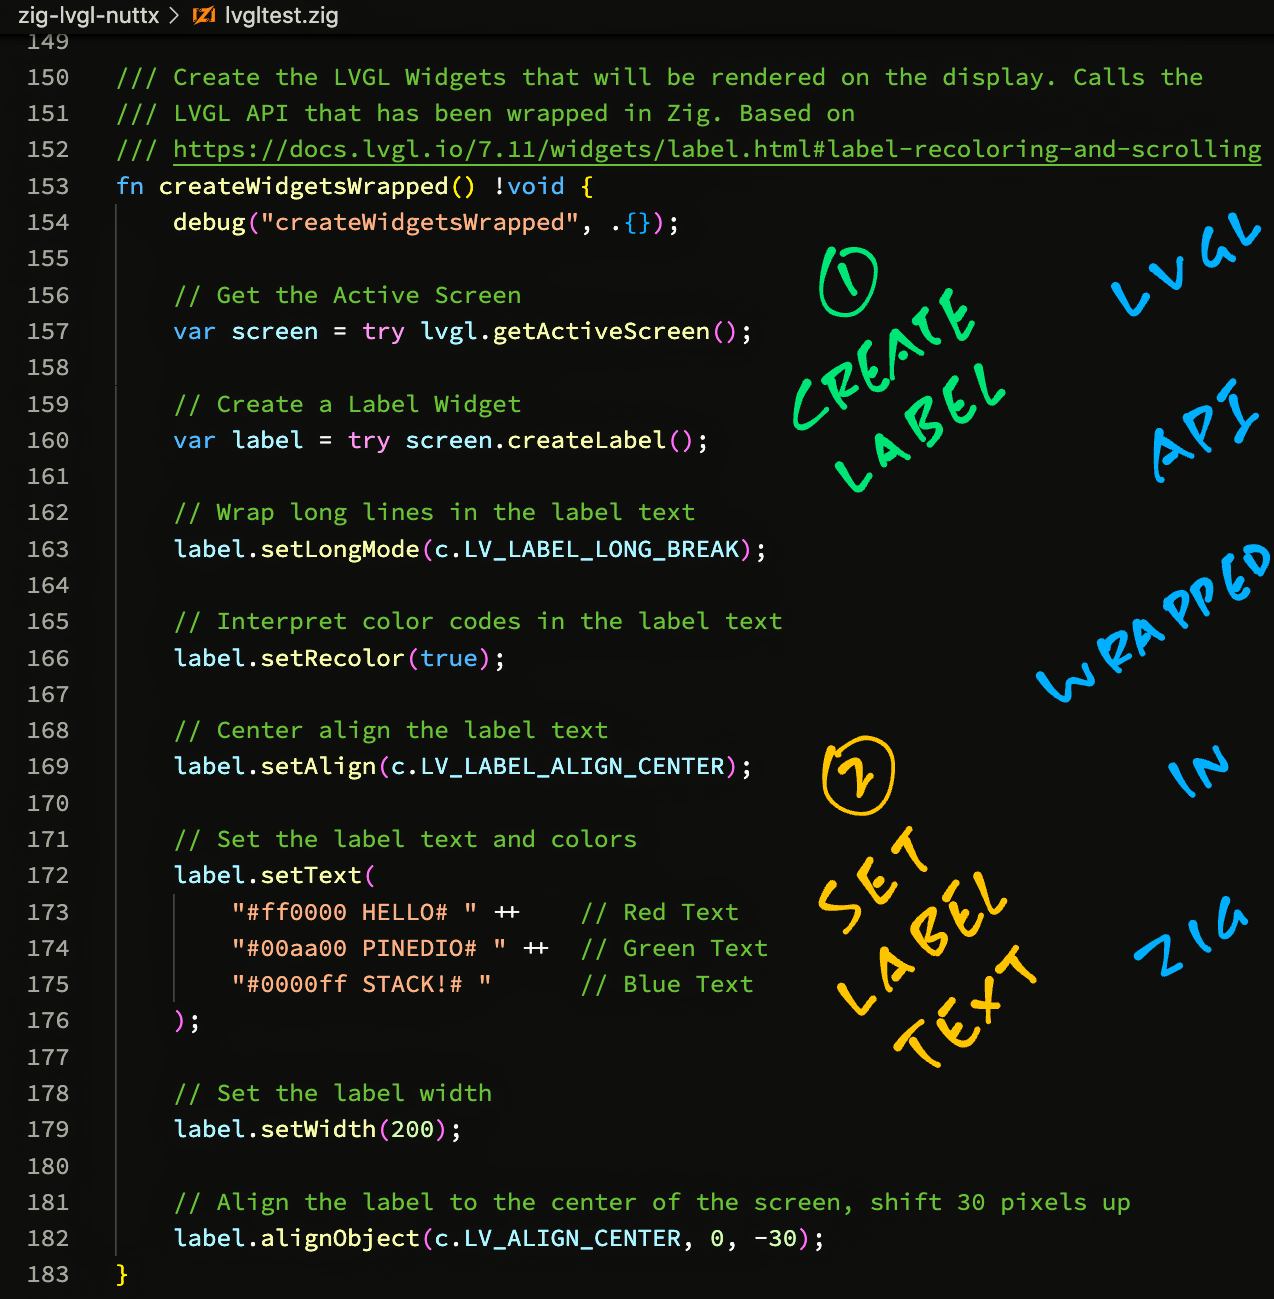 zig-lvgl-nuttx > lvgltest.zig
149
150 /// Create the LVGL Widgets that will be rendered on the display. Calls the
151 /// LVGL API that has been wrapped in Zig. Based on
152 /// https://docs.lvgl.io/7.11/widgets/label.html#label-recoloring-and-scrolling
153 fn createWidgetsWrapped() !void {
154     debug("createWidgetsWrapped", .{});
155
156     // Get the Active Screen
157     var screen = try lvgl.getActiveScreen();
158
159     // Create a Label Widget
160     var label = try screen.createLabel();
161
162     // Wrap long lines in the label text
163     label.setLongMode(c.LV_LABEL_LONG_BREAK);
164
165     // Interpret color codes in the label text
166     label.setRecolor(true);
167
168     // Center align the label text
169     label.setAlign(c.LV_LABEL_ALIGN_CENTER);
170
171     // Set the label text and colors
172     label.setText(
173         "#ff0000 HELLO# " ++    // Red Text
174         "#00aa00 PINEDIO# " ++  // Green Text
175         "#0000ff STACK!# "      // Blue Text
176     );
177
178     // Set the label width
179     label.setWidth(200);
180
181     // Align the label to the center of the screen, shift 30 pixels up
182     label.alignObject(c.LV_ALIGN_CENTER, 0, -30);
183 }
1
CREATE
LABEL
2
SET
LABEL
TEXT
LVGL
API
WRAPPED
IN
ZIG